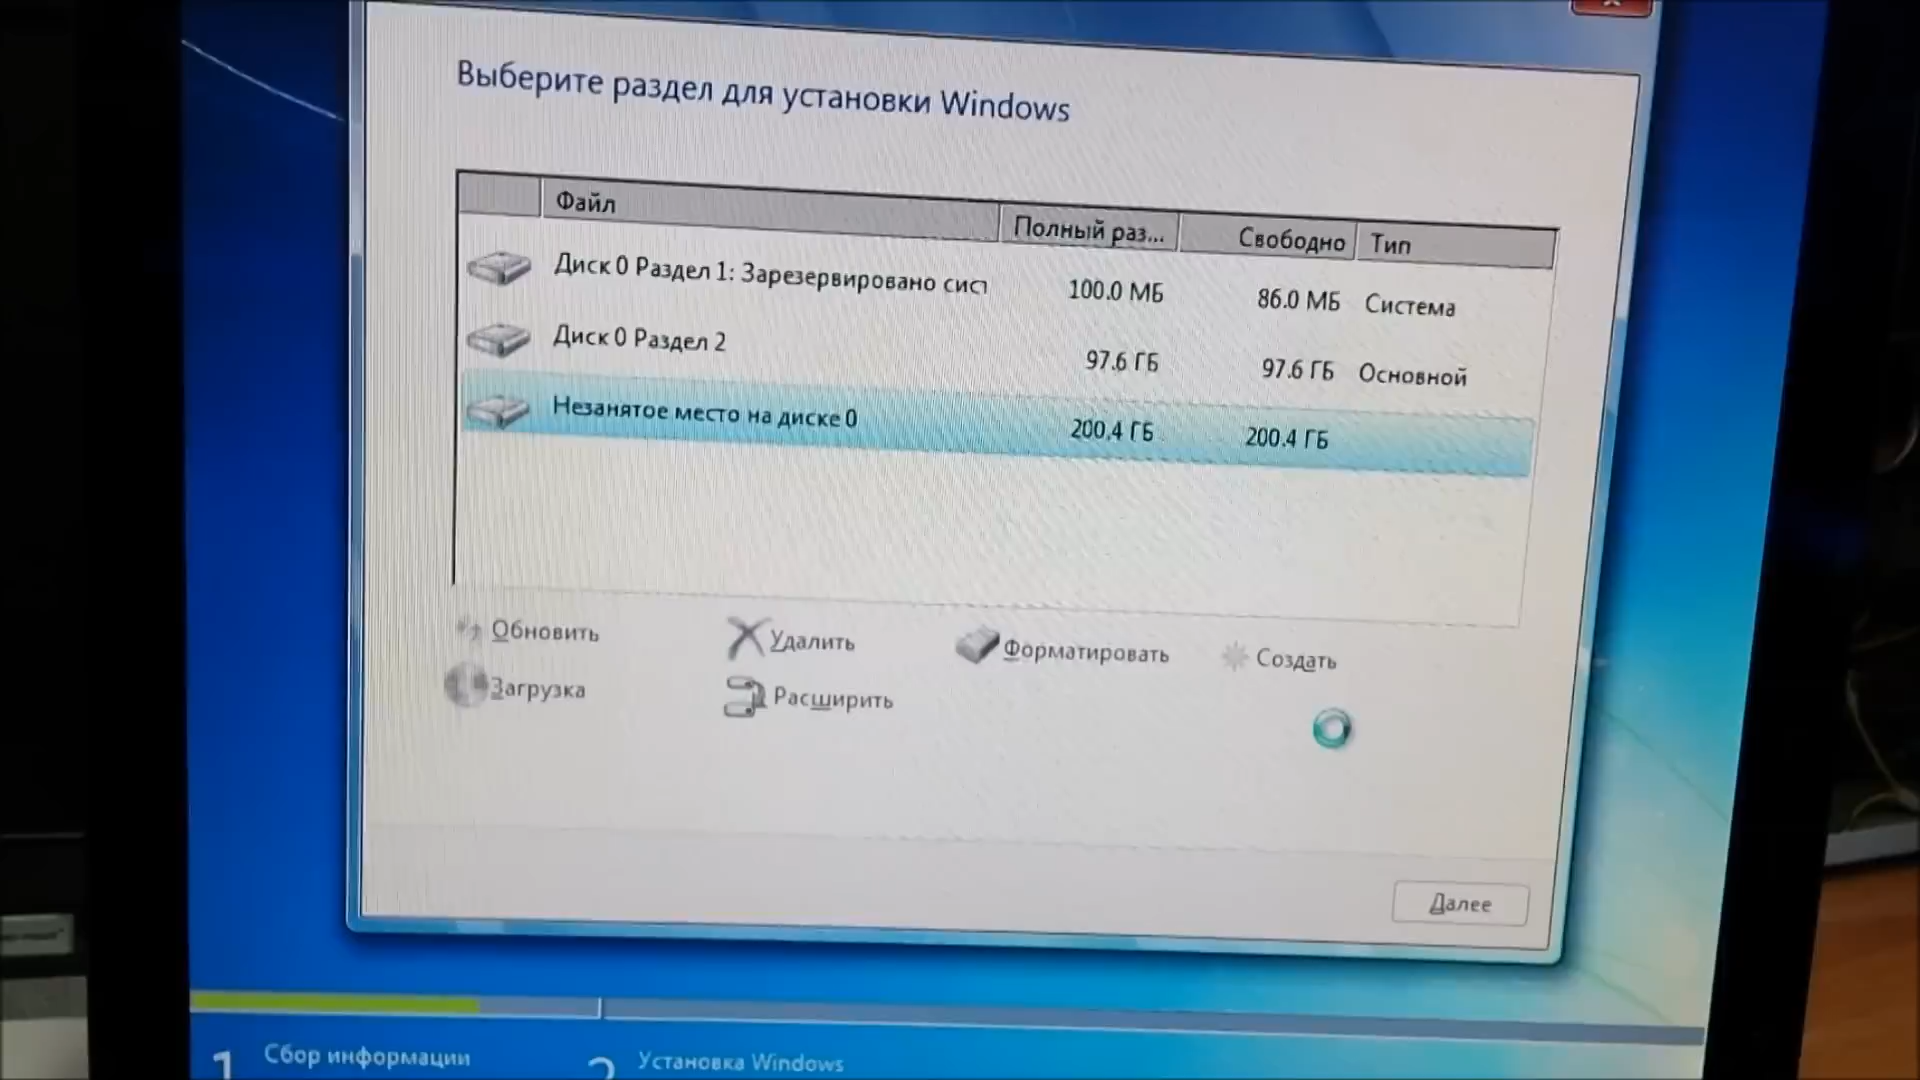 Выберите раздел для установки Windows
Файл Полный раз... Свободно Тип
Диск 0 Раздел 1: Зарезервировано сист 100.0 МБ 86.0 МБ Система
Диск 0 Раздел 2 97.6 ГБ 97.6 ГБ Основной
Незанятое место на диске 0 200.4 ГБ 200.4 ГБ
Обновить Удалить Форматировать Создать
Загрузка Расширить
Далее
1 Сбор информации 2 Установка Windows